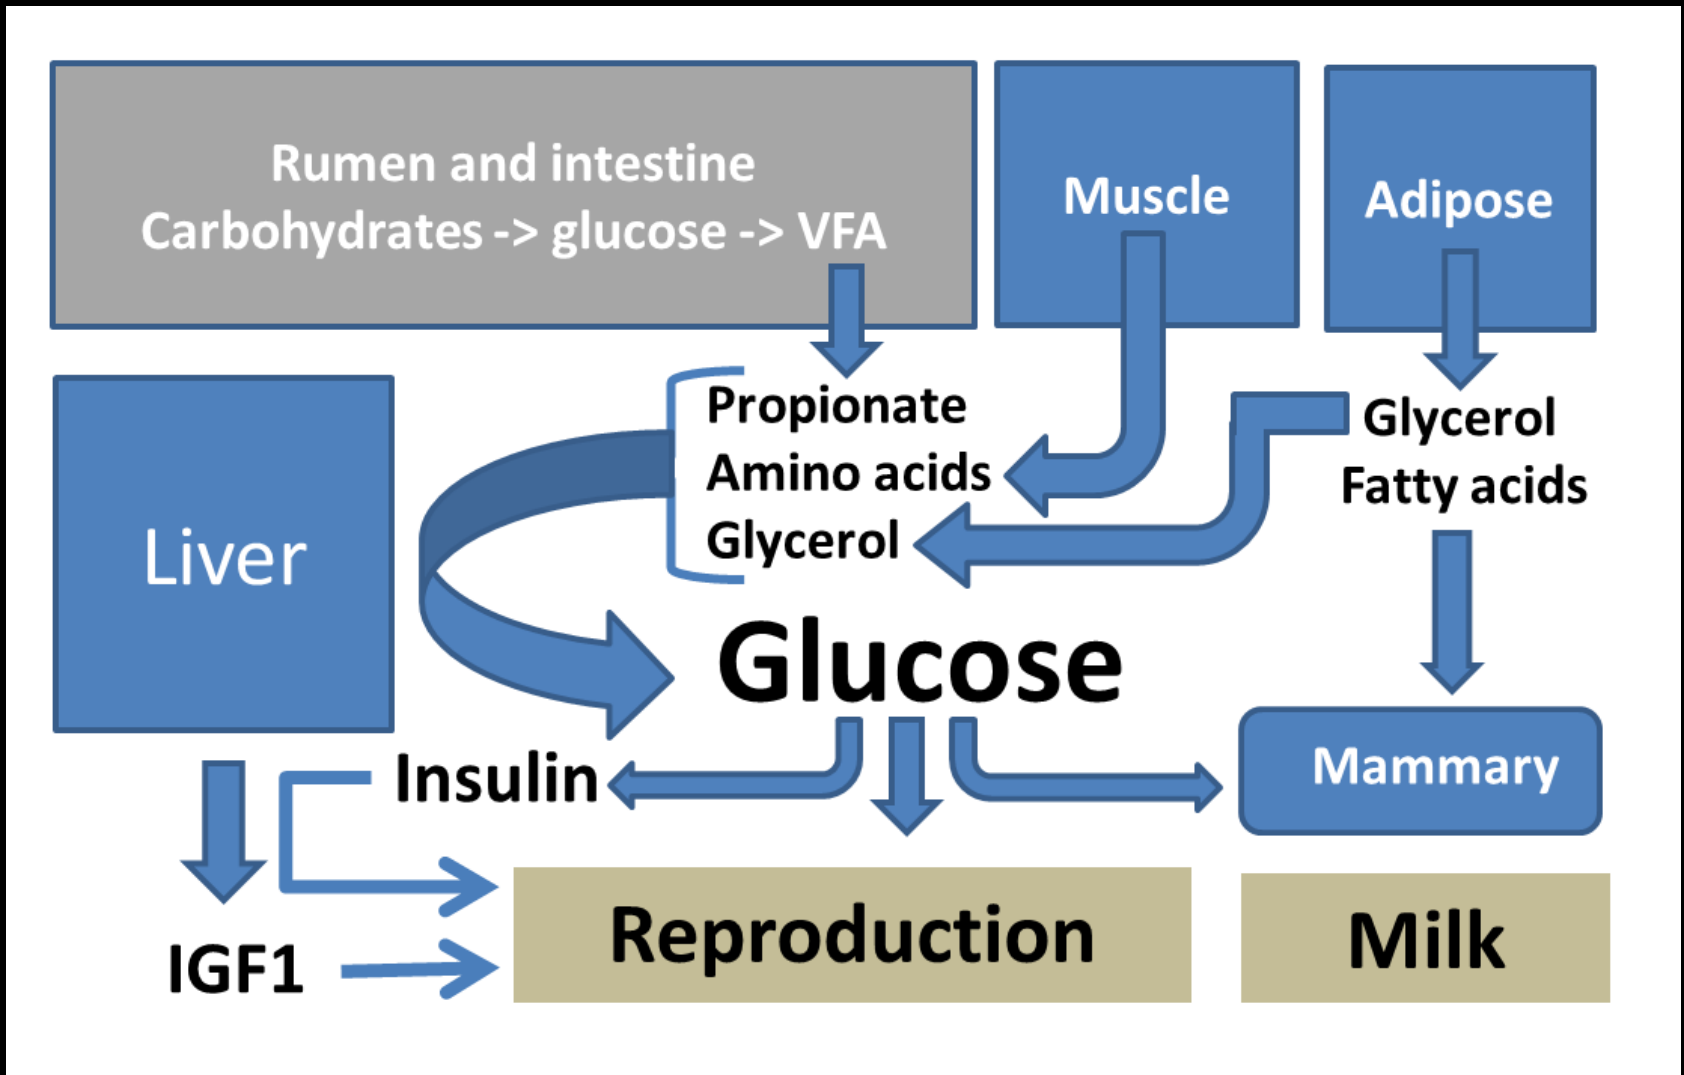 Rumen and intestine
Carbohydrates -> glucose -> VFA
Muscle
Adipose
Propionate
Amino acids
Glycerol
Glycerol
Fatty acids
Liver
Glucose
Insulin
Mammary
IGF1
Reproduction
Milk